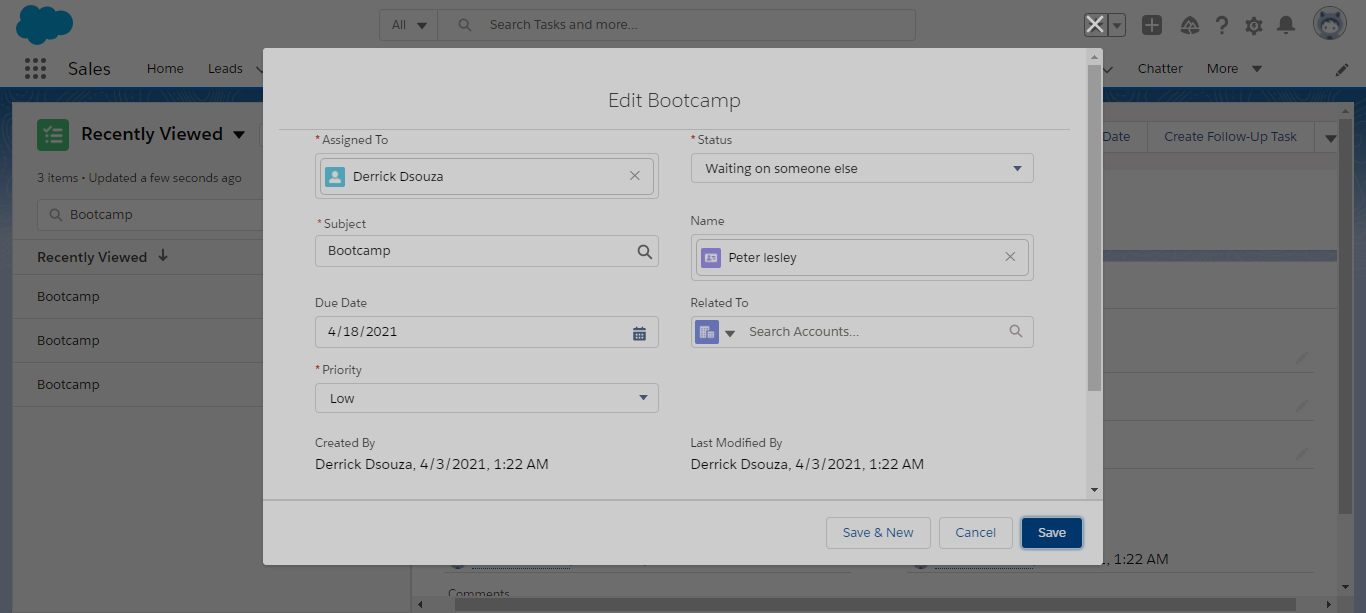 All
Search Tasks and more...
Sales
Home
Leads
Chatter
More
Recently Viewed
3 items • Updated a few seconds ago
Bootcamp
Recently Viewed
Bootcamp
Bootcamp
Bootcamp
Date
Create Follow-Up Task
Edit Bootcamp
* Assigned To
Derrick Dsouza
* Status
Waiting on someone else
* Subject
Bootcamp
Name
Peter lesley
Due Date
4/18/2021
Related To
Search Accounts...
* Priority
Low
Created By
Derrick Dsouza, 4/3/2021, 1:22 AM
Last Modified By
Derrick Dsouza, 4/3/2021, 1:22 AM
Save & New
Cancel
Save
, 1:22 AM
Comments